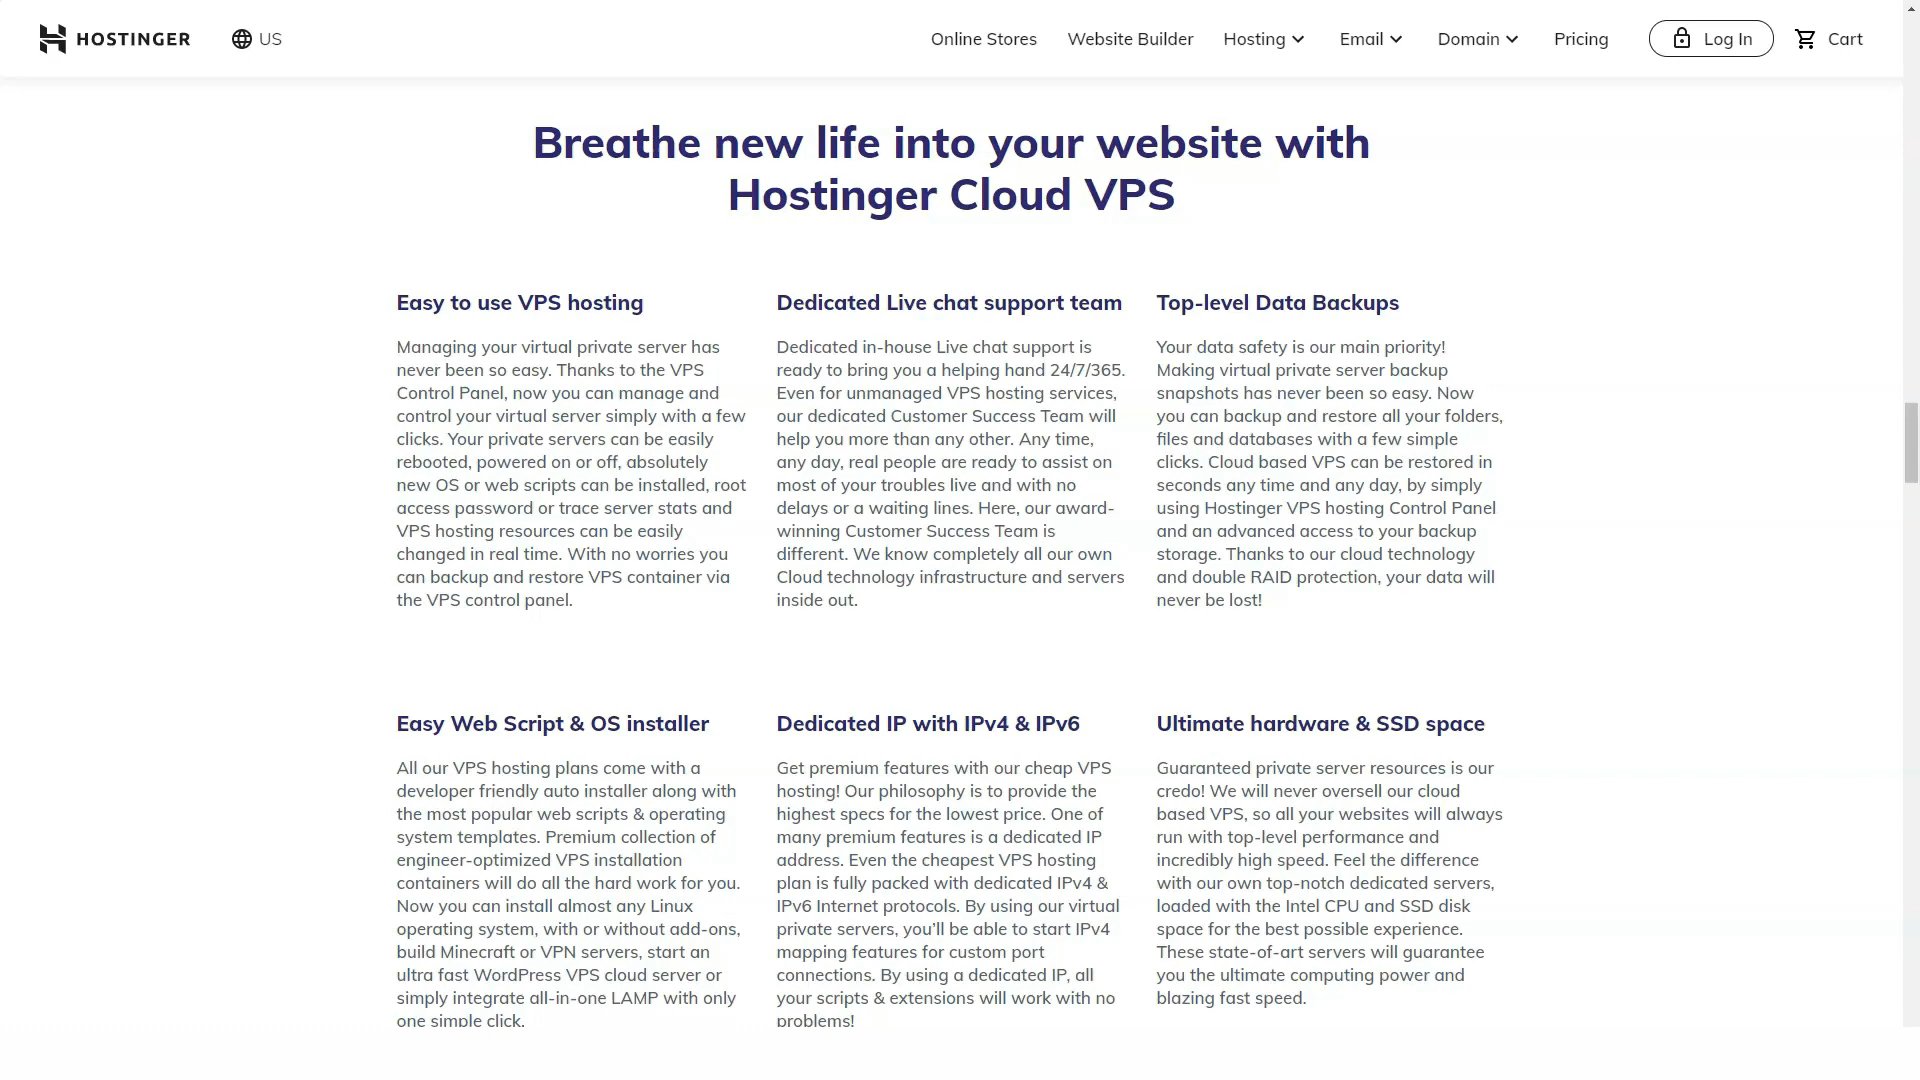 HOSTINGER
US
Online Stores
Website Builder
Hosting
Email
Domain
Pricing
Log In
Cart
Breathe new life into your website with
Hostinger Cloud VPS
Easy to use VPS hosting
Managing your virtual private server has
never been so easy. Thanks to the VPS
Control Panel, now you can manage and
control your virtual server simply with a few
clicks. Your private servers can be easily
rebooted, powered on or off, absolutely
new OS or web scripts can be installed, root
access password or trace server stats and
VPS hosting resources can be easily
changed in real time. With no worries you
can backup and restore VPS container via
the VPS control panel.
Dedicated Live chat support team
Dedicated in-house Live chat support is
ready to bring you a helping hand 24/7/365.
Even for unmanaged VPS hosting services,
our dedicated Customer Success Team will
help you more than any other. Any time,
any day, real people are ready to assist on
most of your troubles live and with no
delays or a waiting lines. Here, our award-
winning Customer Success Team is
different. We know completely all our own
Cloud technology infrastructure and servers
inside out.
Top-level Data Backups
Your data safety is our main priority!
Making virtual private server backup
snapshots has never been so easy. Now
you can backup and restore all your folders,
files and databases with a few simple
clicks. Cloud based VPS can be restored in
seconds any time and any day, by simply
using Hostinger VPS hosting Control Panel
and an advanced access to your backup
storage. Thanks to our cloud technology
and double RAID protection, your data will
never be lost!
Easy Web Script & OS installer
All our VPS hosting plans come with a
developer friendly auto installer along with
the most popular web scripts & operating
system templates. Premium collection of
engineer-optimized VPS installation
containers will do all the hard work for you.
Now you can install almost any Linux
operating system, with or without add-ons,
build Minecraft or VPN servers, start an
ultra fast WordPress VPS cloud server or
simply integrate all-in-one LAMP with only
one simple click.
Dedicated IP with IPv4 & IPv6
Get premium features with our cheap VPS
hosting! Our philosophy is to provide the
highest specs for the lowest price. One of
many premium features is a dedicated IP
address. Even the cheapest VPS hosting
plan is fully packed with dedicated IPv4 &
IPv6 Internet protocols. By using our virtual
private servers, you’ll be able to start IPv4
mapping features for custom port
connections. By using a dedicated IP, all
your scripts & extensions will work with no
problems!
Ultimate hardware & SSD space
Guaranteed private server resources is our
credo! We will never oversell our cloud
based VPS, so all your websites will always
run with top-level performance and
incredibly high speed. Feel the difference
with our own top-notch dedicated servers,
loaded with the Intel CPU and SSD disk
space for the best possible experience.
These state-of-art servers will guarantee
you the ultimate computing power and
blazing fast speed.